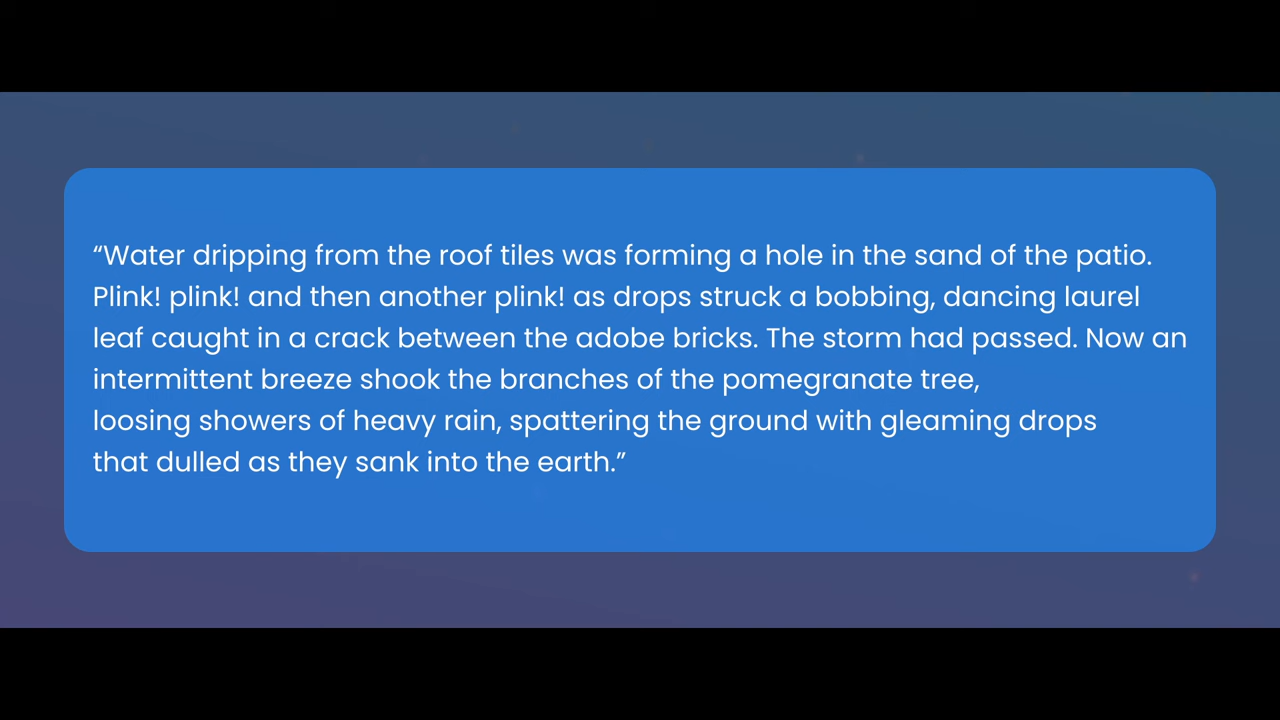 “Water dripping from the roof tiles was forming a hole in the sand of the patio.
Plink! plink! and then another plink! as drops struck a bobbing, dancing laurel
leaf caught in a crack between the adobe bricks. The storm had passed. Now an
intermittent breeze shook the branches of the pomegranate tree,
loosing showers of heavy rain, spattering the ground with gleaming drops
that dulled as they sank into the earth.”